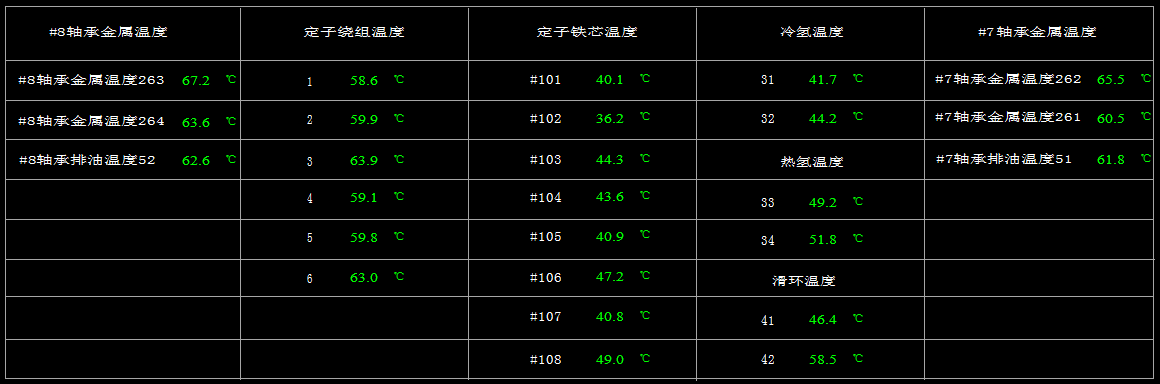 #8轴承金属温度 定子绕组温度 定子铁芯温度 冷氢温度 #7轴承金属温度
#8轴承金属温度263 67.2 ℃ 1 58.6 ℃ #101 40.1 ℃ 31 41.7 ℃ #7轴承金属温度262 65.5 ℃
#8轴承金属温度264 63.6 ℃ 2 59.9 ℃ #102 36.2 ℃ 32 44.2 ℃ #7轴承金属温度261 60.5 ℃
#8轴承排油温度52 62.6 ℃ 3 63.9 ℃ #103 44.3 ℃ 热氢温度 #7轴承排油温度51 61.8 ℃
4 59.1 ℃ #104 43.6 ℃ 33 49.2 ℃
5 59.8 ℃ #105 40.9 ℃ 34 51.8 ℃
6 63.0 ℃ #106 47.2 ℃ 滑环温度
#107 40.8 ℃ 41 46.4 ℃
#108 49.0 ℃ 42 58.5 ℃